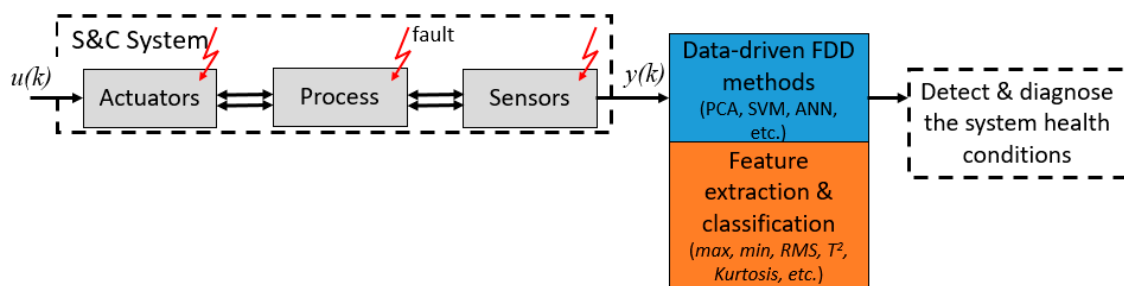 S&C System
fault
u(k)
Actuators
Process
Sensors
y(k)
Data-driven FDD
methods
(PCA, SVM, ANN,
etc.)
Feature
extraction &
classification
(max, min, RMS, T²,
Kurtosis, etc.)
Detect & diagnose
the system health
conditions